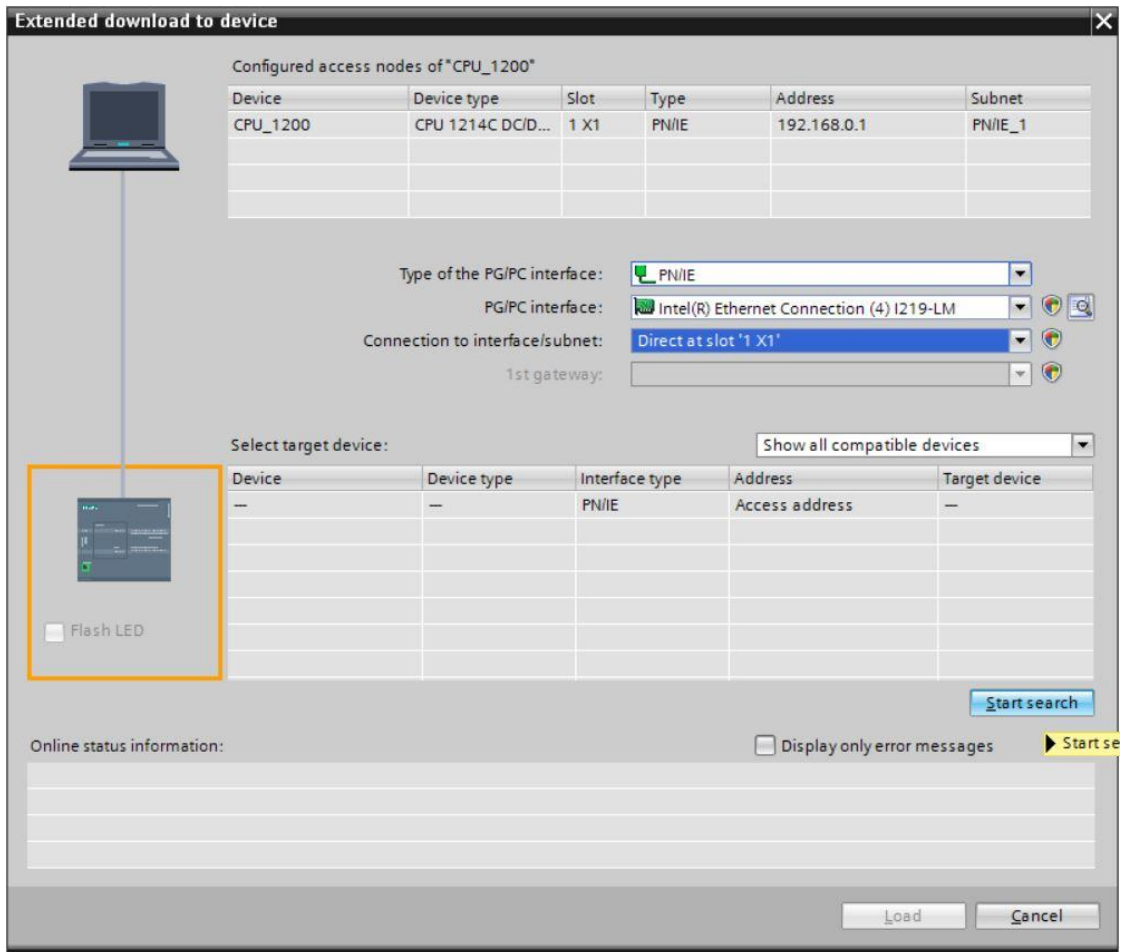 Extended download to device
Configured access nodes of "CPU_1200"
Device Device type Slot Type Address Subnet
CPU_1200 CPU 1214C DC/D... 1 X1 PN/IE 192.168.0.1 PN/IE_1
Type of the PG/PC interface: PN/IE
PG/PC interface: Intel(R) Ethernet Connection (4) I219-LM
Connection to interface/subnet: Direct at slot '1 X1'
1st gateway:
Select target device: Show all compatible devices
Device Device type Interface type Address Target device
— — PN/IE Access address —
Flash LED
Start search
Online status information: Display only error messages Start se
Load Cancel